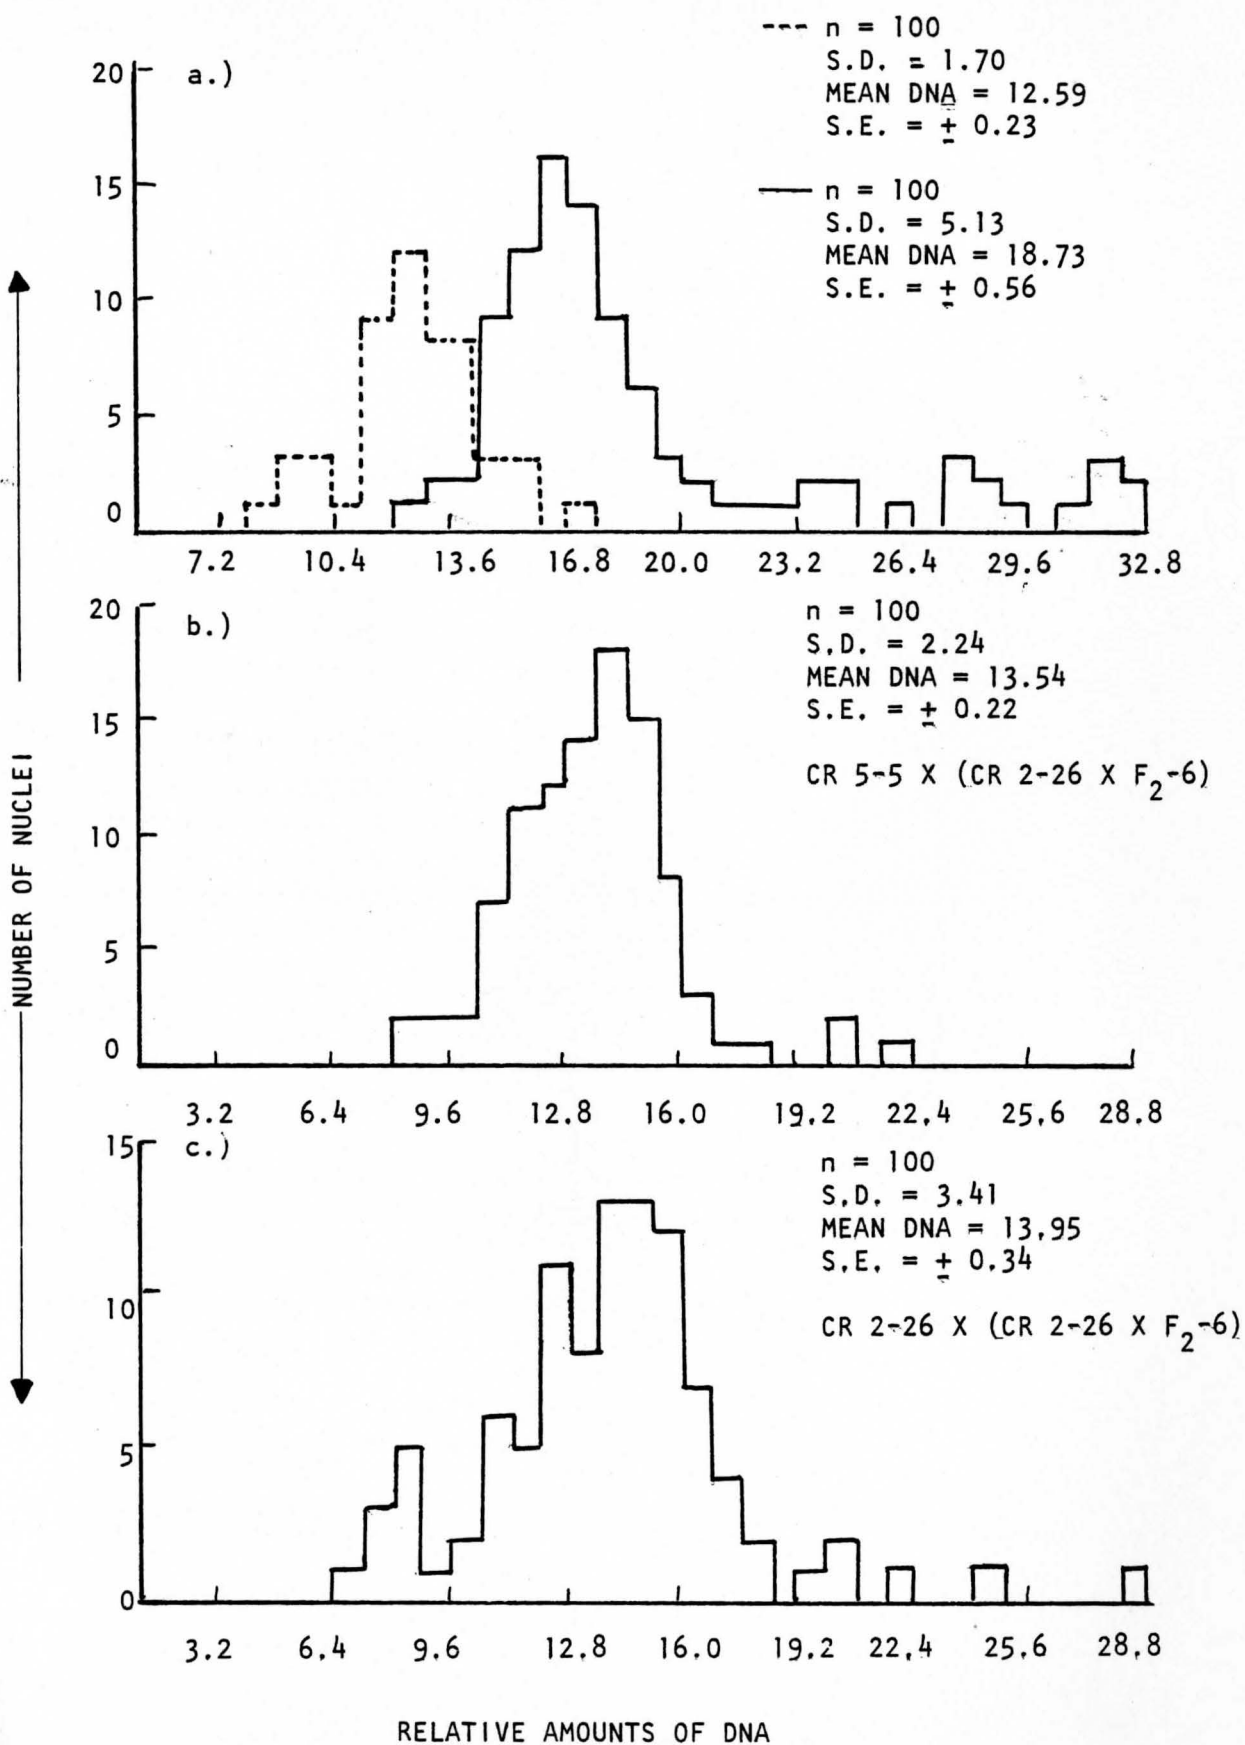 --- n = 100
S.D. = 1.70
MEAN DNA = 12.59
S.E. = ± 0.23
— n = 100
S.D. = 5.13
MEAN DNA = 18.73
S.E. = ± 0.56
a.)
20
15
10
5
0
7.2 10.4 13.6 16.8 20.0 23.2 26.4 29.6 32.8
b.)
n = 100
S.D. = 2.24
MEAN DNA = 13.54
S.E. = ± 0.22
CR 5-5 X (CR 2-26 X F₂-6)
20
15
10
5
0
3.2 6.4 9.6 12.8 16.0 19.2 22.4 25.6 28.8
c.)
n = 100
S.D. = 3.41
MEAN DNA = 13.95
S.E. = ± 0.34
CR 2-26 X (CR 2-26 X F₂-6)
15
10
5
0
3.2 6.4 9.6 12.8 16.0 19.2 22.4 25.6 28.8
NUMBER OF NUCLEI
RELATIVE AMOUNTS OF DNA